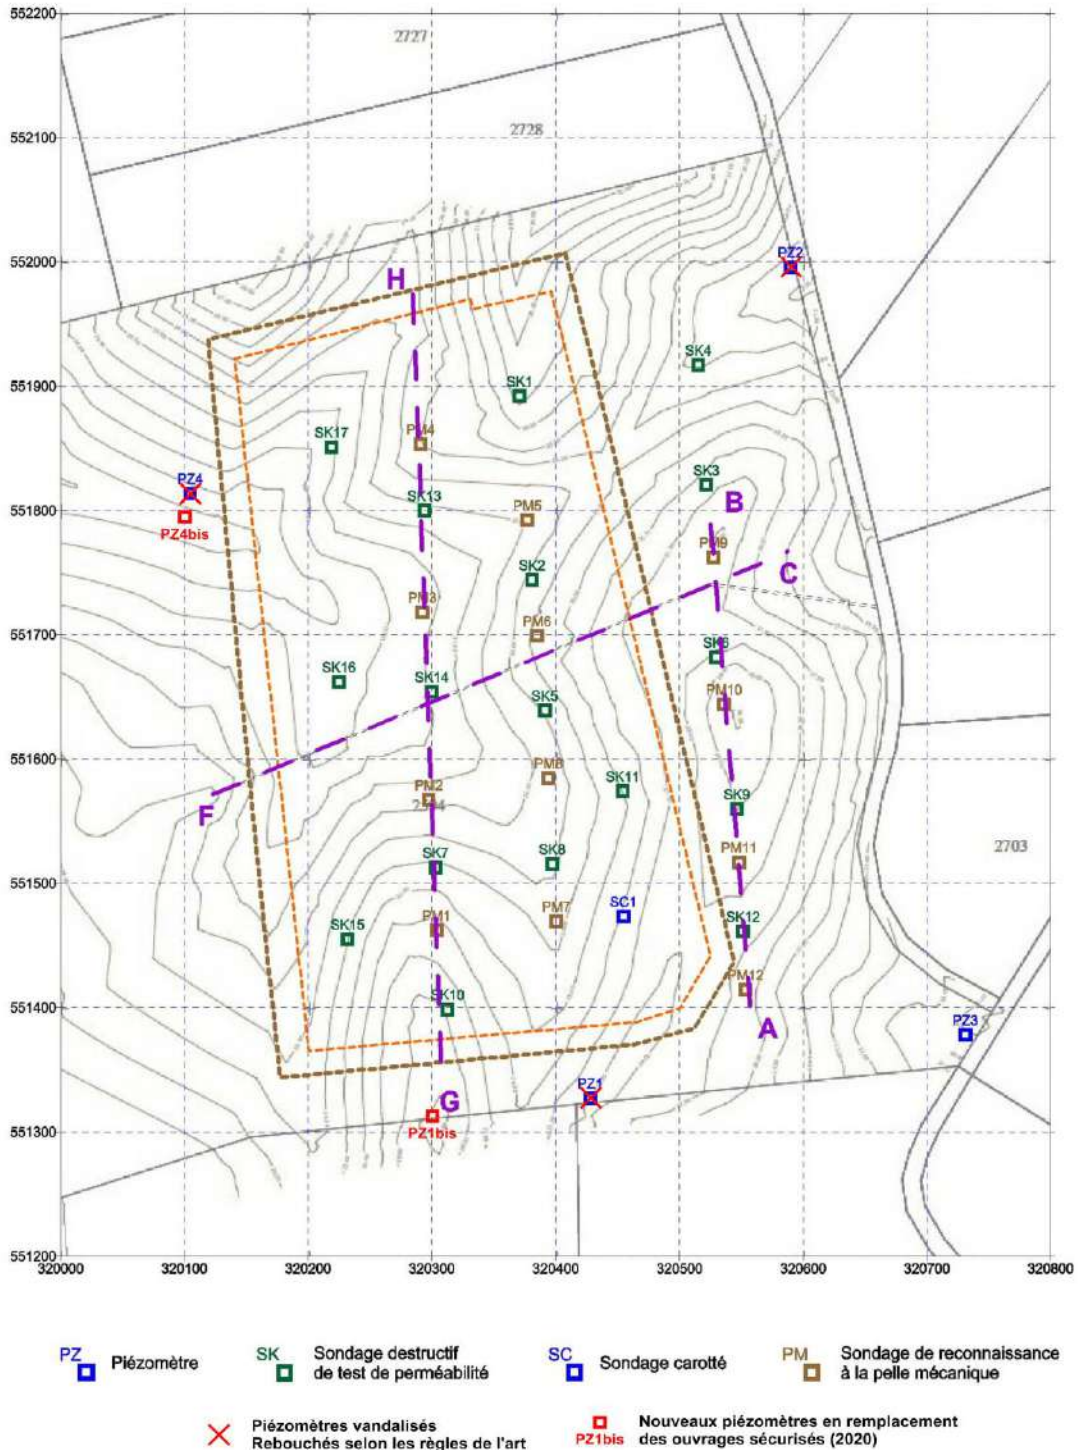 552200
2727
552100
2728
552000
PZ2
H
SK4
551900
SK1
PM4
SK17
PZ4
SK3
SK13
B
551800
PM5
PZ4bis
PM9
C
SK2
PM3
551700
PM6
SK6
SK16
SK14
PM10
SK5
551600
PM8
SK11
F
PM2
SK9
2703
SK7
SK8
PM11
551500
SC1
PM7
SK12
SK15
PM1
PM12
551400
SK10
A
PZ3
PZ1
G
551300
PZ1bis
551200
320000 320100 320200 320300 320400 320500 320600 320700 320800
PZ Piézomètre
SK Sondage destructif
de test de perméabilité
SC Sondage carotté
PM Sondage de reconnaissance
à la pelle mécanique
Piézomètres vandalisés
Rebouchés selon les règles de l'art
PZ1bis Nouveaux piézomètres en remplacement
des ouvrages sécurisés (2020)